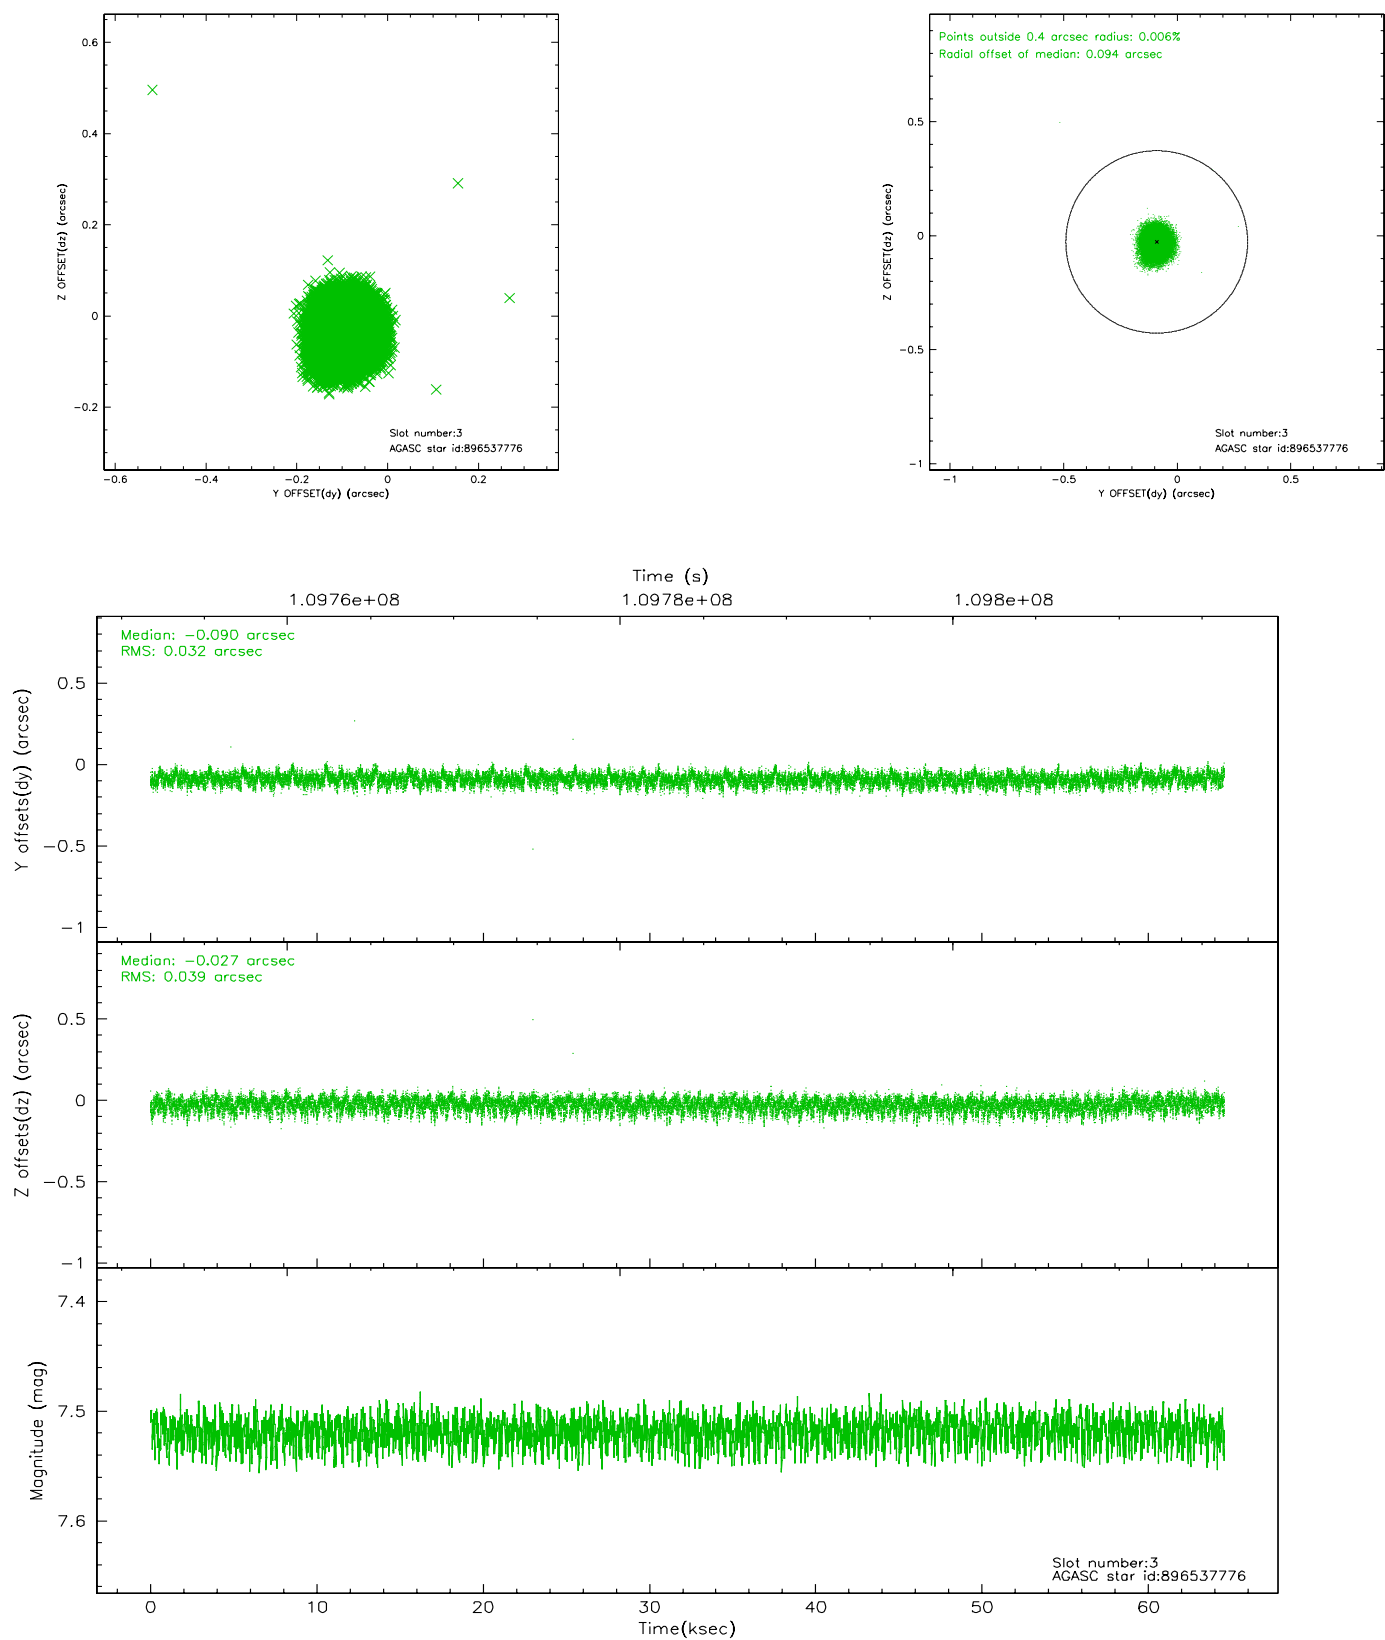 0.6
0.4
0.2
0
−0.2
Z OFFSET(dz) (arcsec)
Slot number:3
AGASC star id:896537776
−0.6 −0.4 −0.2 0 0.2
Y OFFSET(dy) (arcsec)
Points outside 0.4 arcsec radius: 0.006%
Radial offset of median: 0.094 arcsec
0.5
0
−0.5
−1
Z OFFSET(dz) (arcsec)
Slot number:3
AGASC star id:896537776
−1 −0.5 0 0.5
Y OFFSET(dy) (arcsec)
Time (s)
1.0976e+08 1.0978e+08 1.098e+08
Median: −0.090 arcsec
RMS: 0.032 arcsec
0.5
0
−0.5
−1
Y offsets(dy) (arcsec)
Median: −0.027 arcsec
RMS: 0.039 arcsec
0.5
0
−0.5
−1
Z offsets(dz) (arcsec)
7.4
7.5
7.6
Magnitude (mag)
Slot number:3
AGASC star id:896537776
0 10 20 30 40 50 60
Time(ksec)